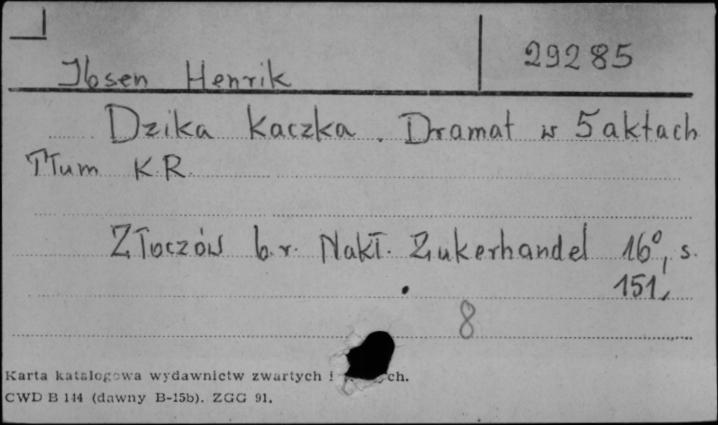 29285
Ibsen Henrik
Dzika kaczka. Dramat w 5 aktach
Tłum K.R.
Złoczów b.r. Nakł. Zukerhandel 16°, s.
151,
8
Karta katalogowa wydawnictw zwartych i ch.
CWD B 144 (dawny B-15b). ZGG 91.